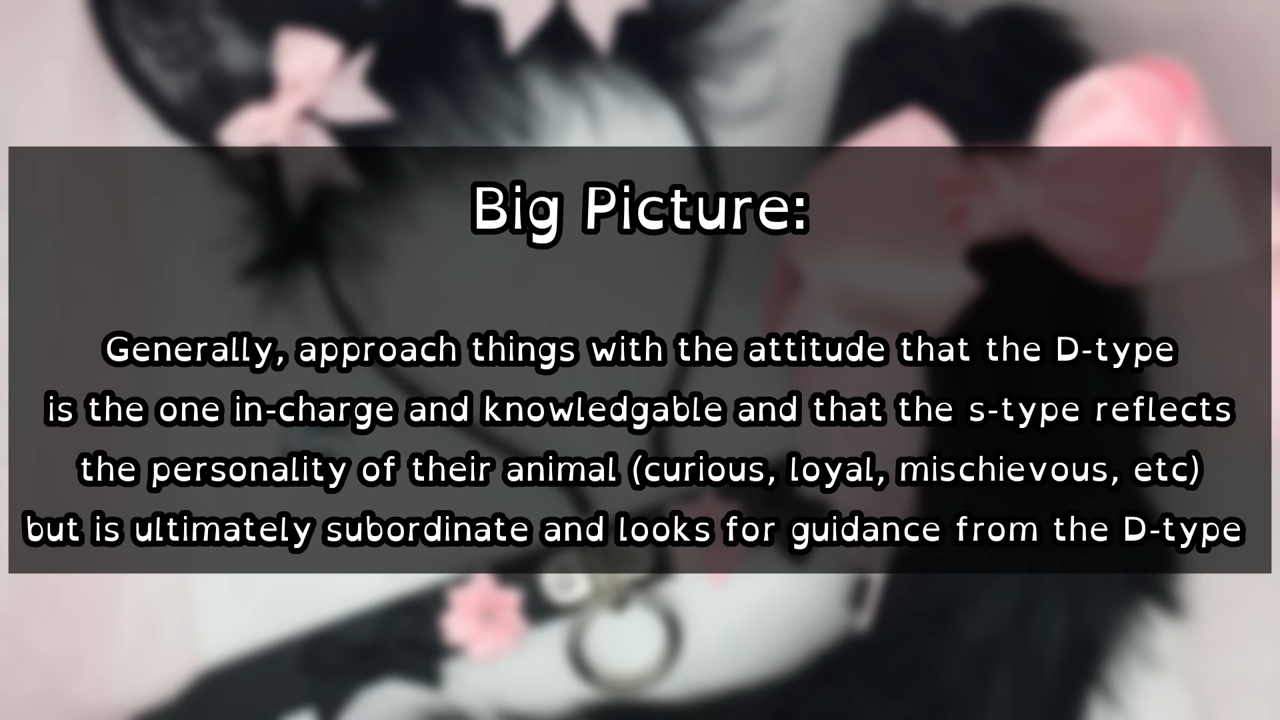 Big Picture:
Generally, approach things with the attitude that the D-type
is the one in-charge and knowledgable and that the s-type reflects
the personality of their animal (curious, loyal, mischievous, etc)
but is ultimately subordinate and looks for guidance from the D-type